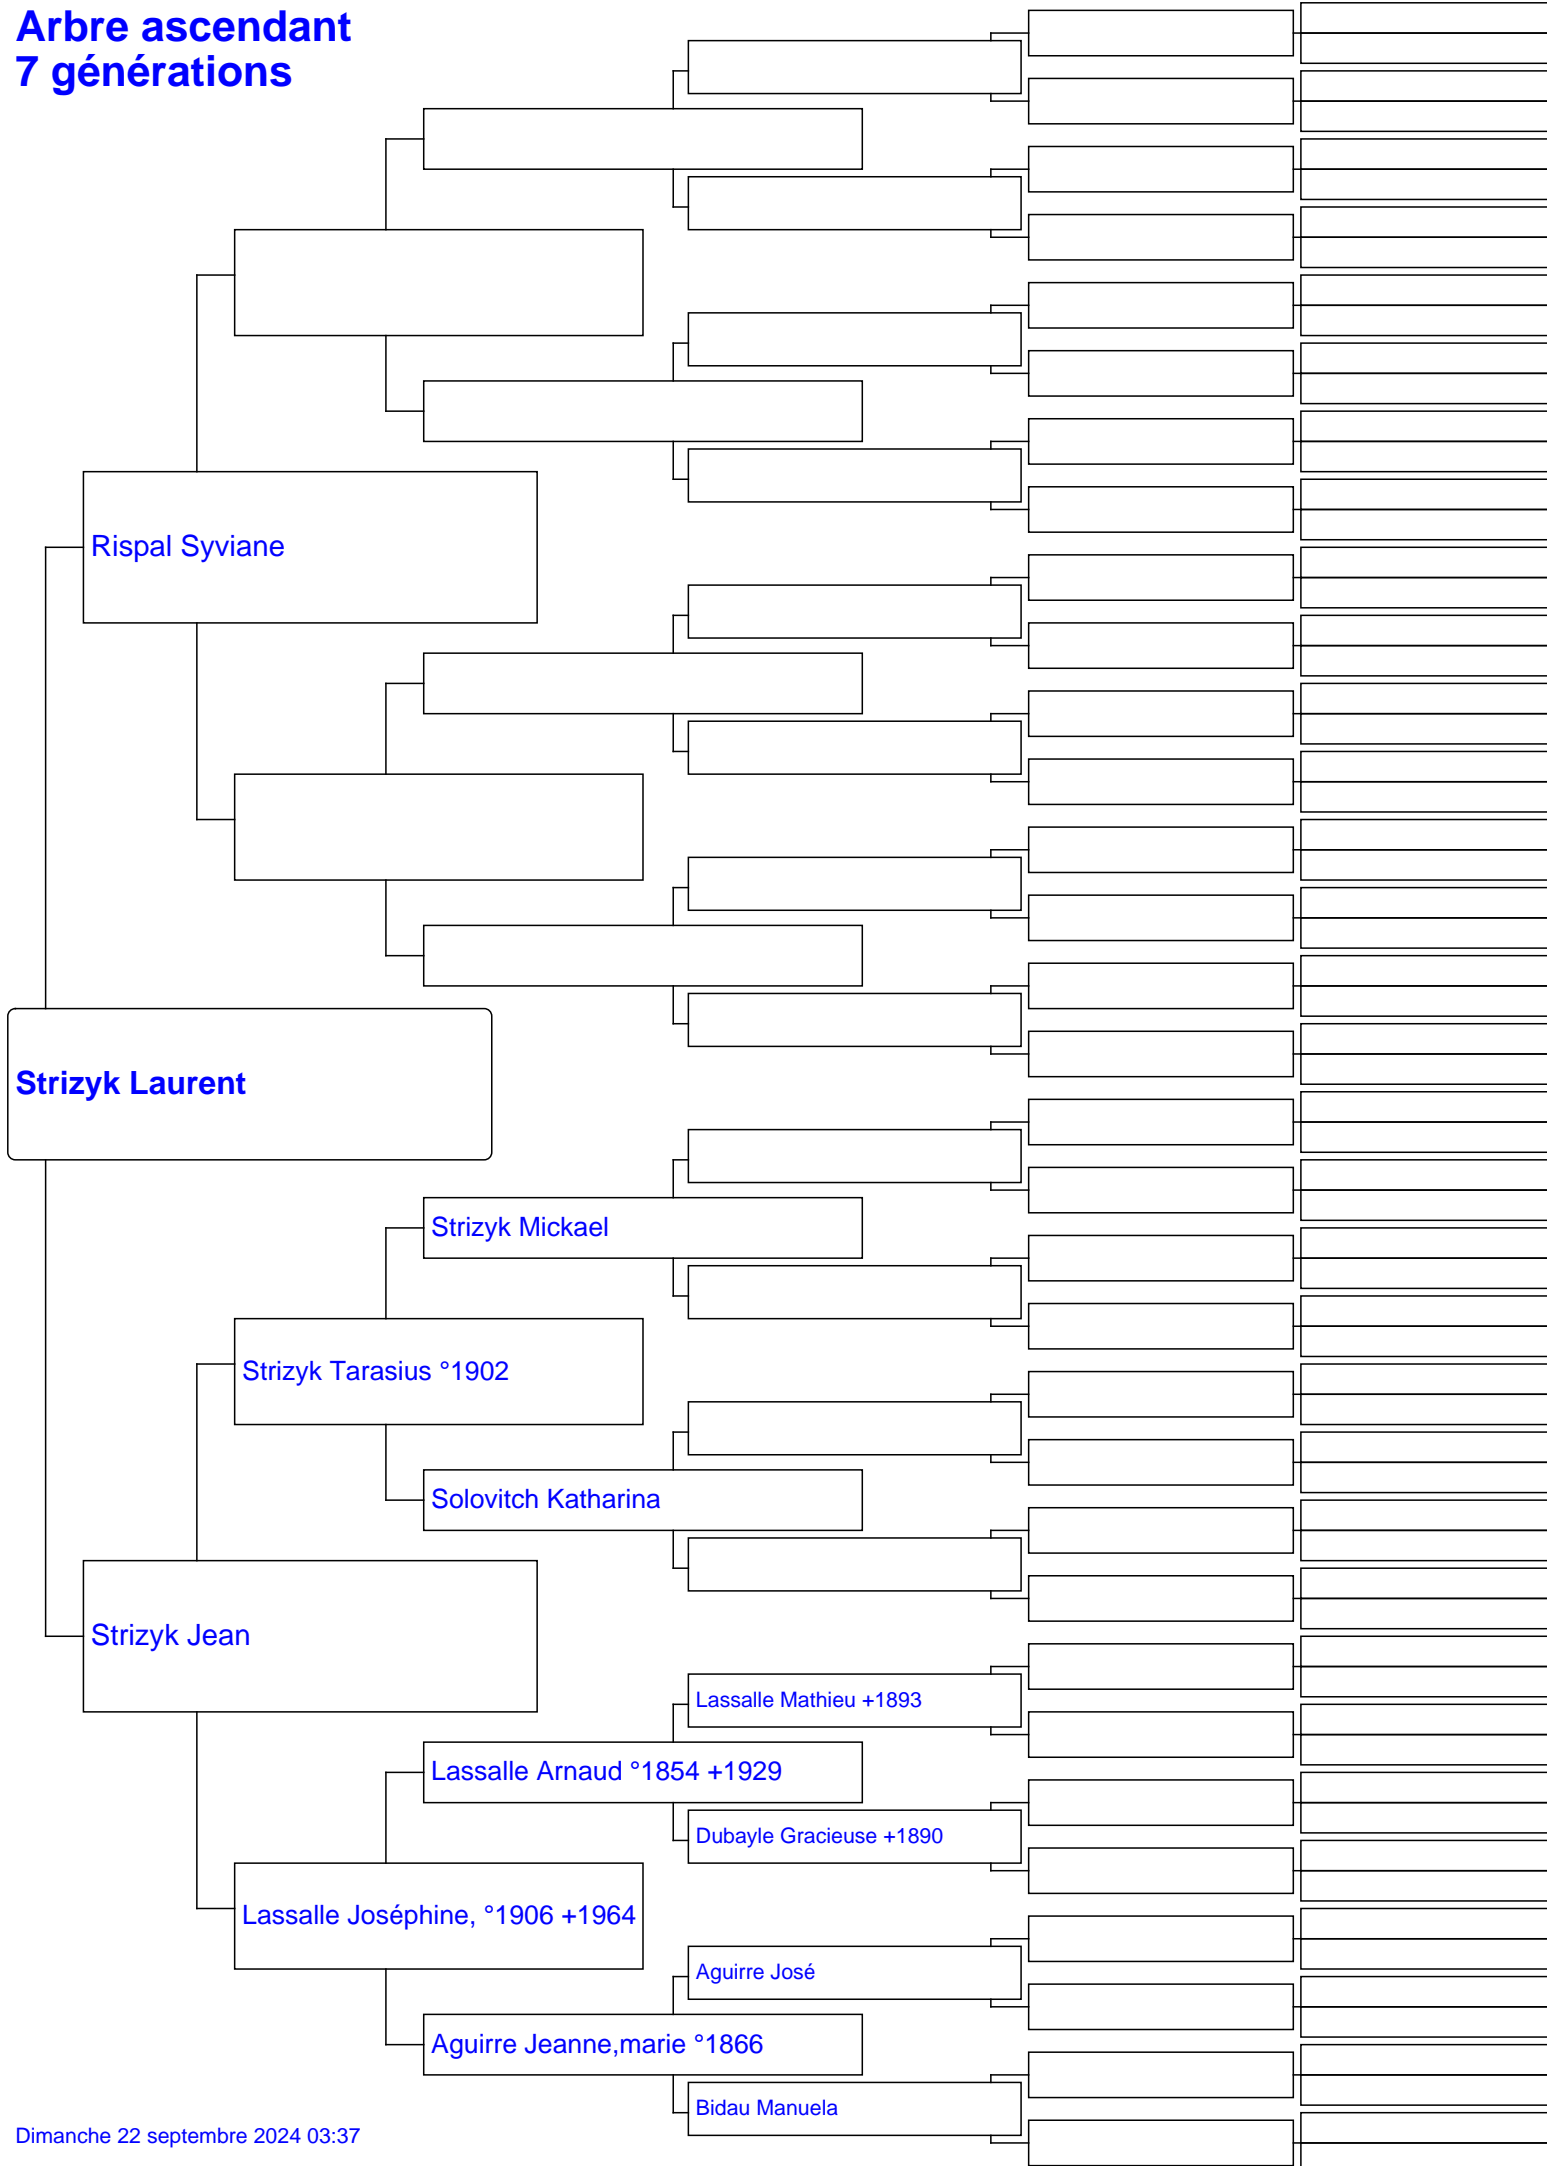 Arbre ascendant
7 générations
Rispal Syviane
Strizyk Laurent
Strizyk Mickael
Strizyk Tarasius °1902
Solovitch Katharina
Strizyk Jean
Lassalle Mathieu +1893
Lassalle Arnaud °1854 +1929
Dubayle Gracieuse +1890
Lassalle Joséphine, °1906 +1964
Aguirre José
Aguirre Jeanne,marie °1866
Bidau Manuela
Dimanche 22 septembre 2024 03:37